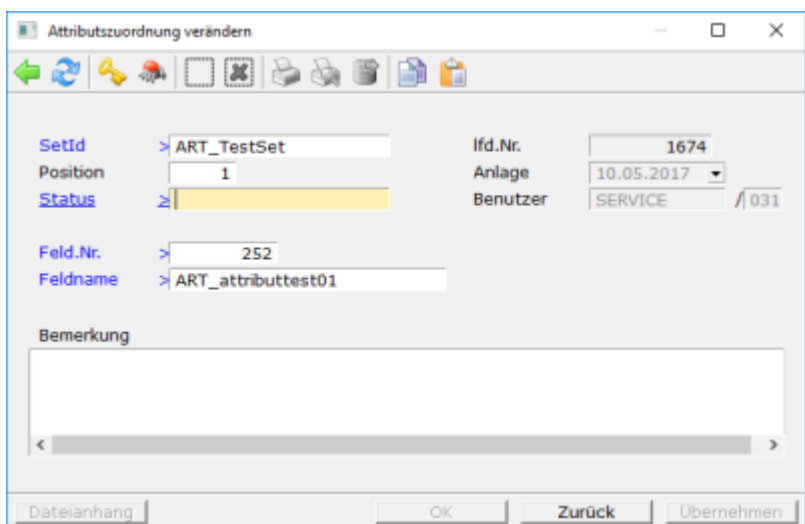 Attributszuordnung verändern
SetId > ART_TestSet lfd.Nr. 1674
Position 1 Anlage 10.05.2017
Status > Benutzer SERVICE / 031
Feld.Nr. > 252
Feldname > ART_attributtest01
Bemerkung
Dateianhang OK Zurück Übernehmen